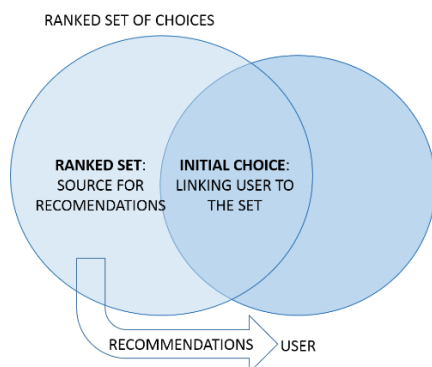 RANKED SET OF CHOICES
RANKED SET:
SOURCE FOR
RECOMENDATIONS
INITIAL CHOICE:
LINKING USER TO
THE SET
RECOMMENDATIONS
USER